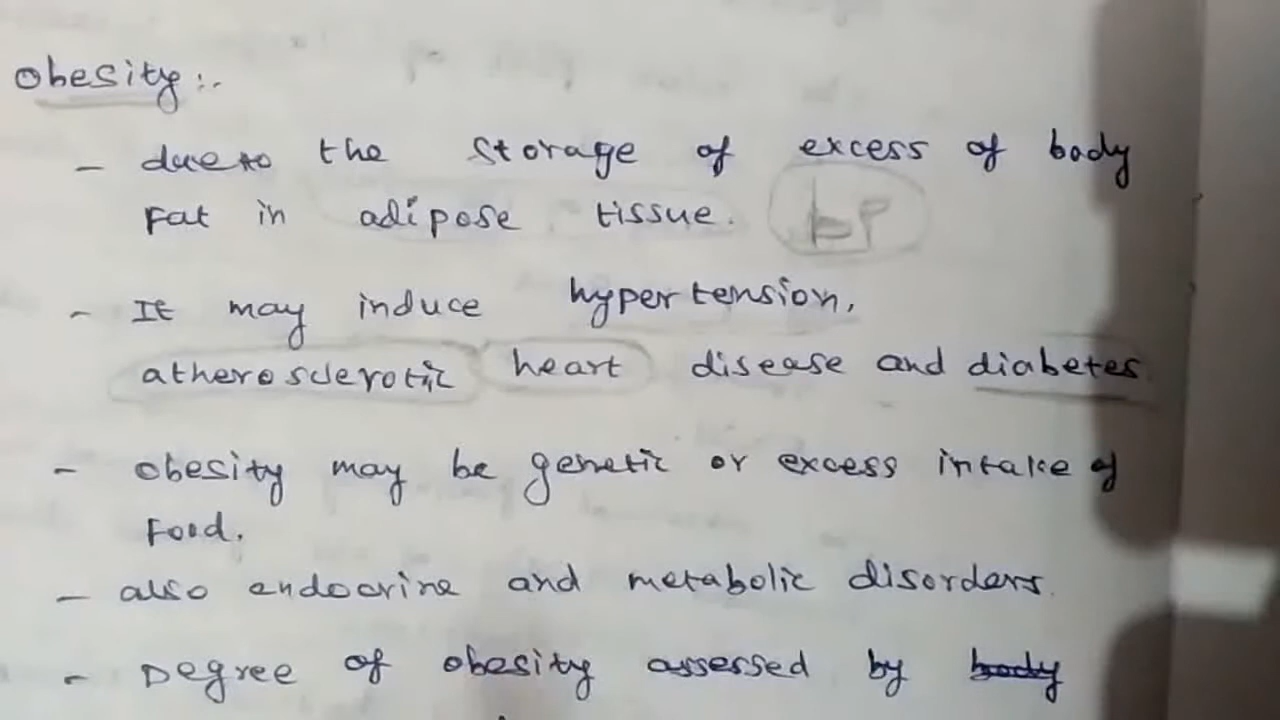 Obesity:-
- due to the storage of excess of body
Fat in adipose tissue. bP
- It may induce hypertension,
atherosclerotic heart disease and diabetes.
- obesity may be genetic or excess intake of
Food.
- also endocrine and metabolic disorders.
- Degree of obesity assessed by body